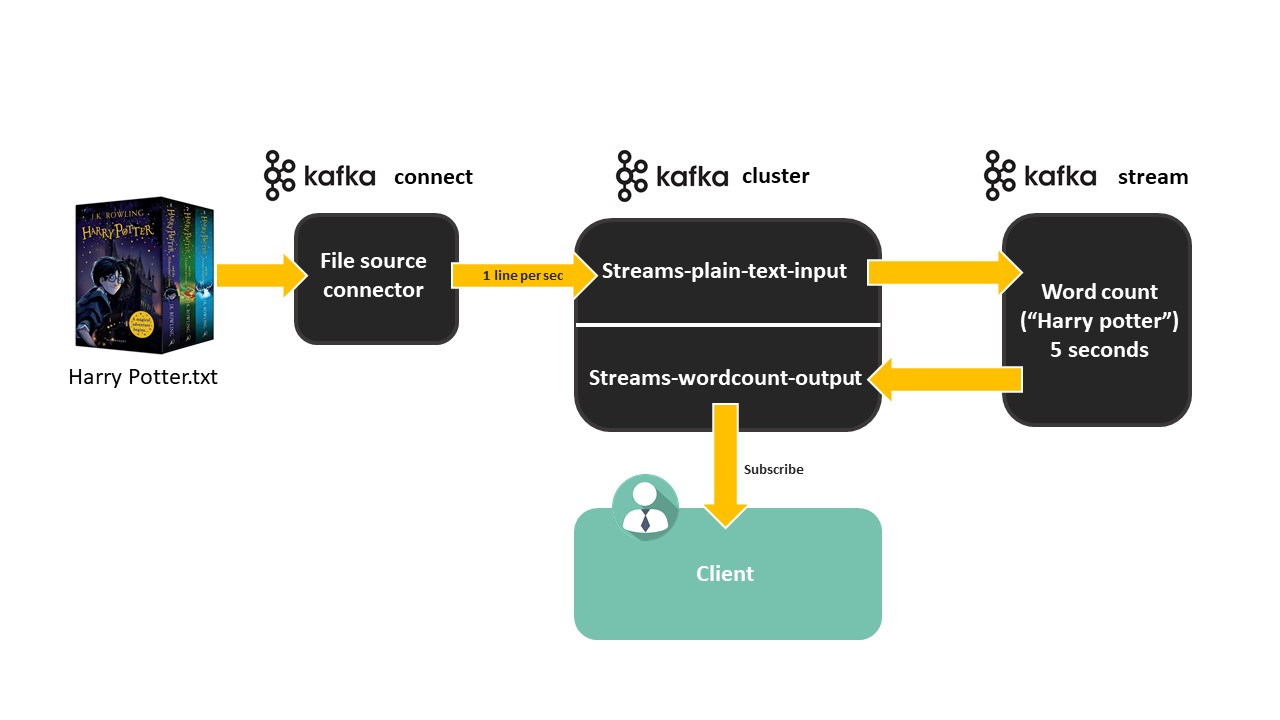 kafka connect
kafka cluster
kafka stream
J.K. ROWLING
HARRY POTTER
Harry Potter.txt
File source
connector
1 line per sec
Streams-plain-text-input
Streams-wordcount-output
Word count
(“Harry potter”)
5 seconds
Subscribe
Client